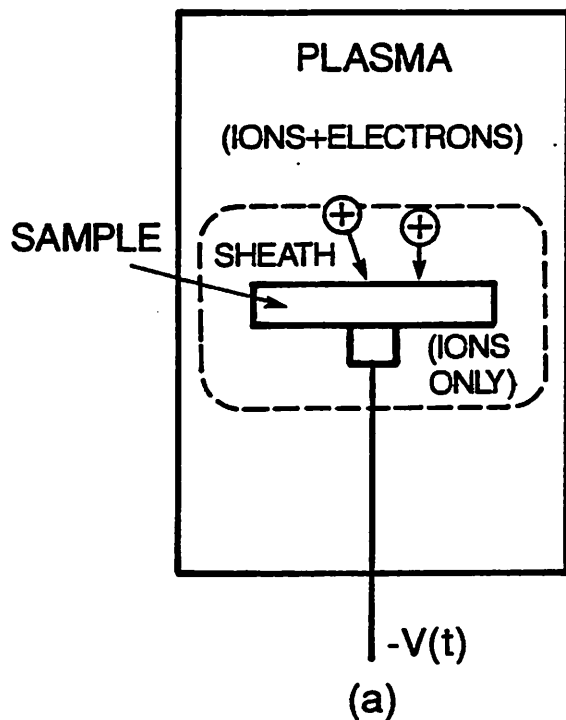 PLASMA
(IONS+ELECTRONS)
+ +
SAMPLE
SHEATH
(IONS
ONLY)
-V(t)
(a)